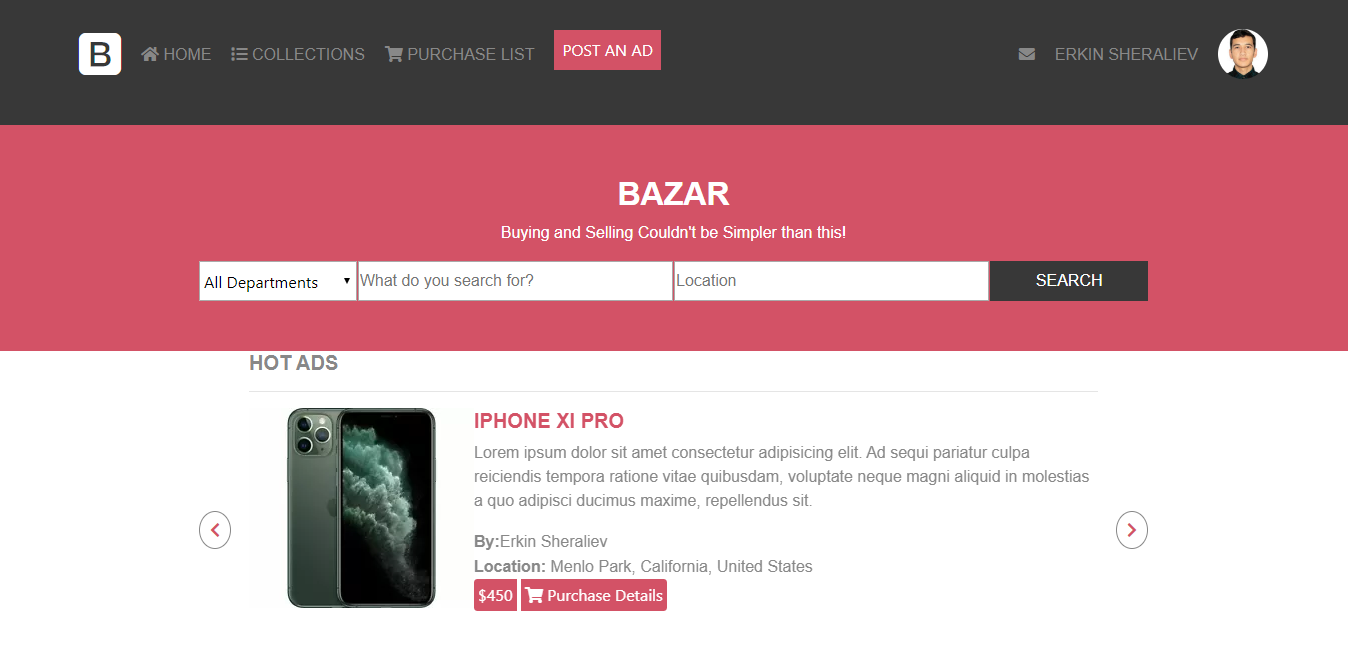 B HOME COLLECTIONS PURCHASE LIST POST AN AD ERKIN SHERALIEV
BAZAR
Buying and Selling Couldn't be Simpler than this!
All Departments What do you search for? Location SEARCH
HOT ADS
IPHONE XI PRO
Lorem ipsum dolor sit amet consectetur adipisicing elit. Ad sequi pariatur culpa
reiciendis tempora ratione vitae quibusdam, voluptate neque magni aliquid in molestias
a quo adipisci ducimus maxime, repellendus sit.
By:Erkin Sheraliev
Location: Menlo Park, California, United States
$450 Purchase Details